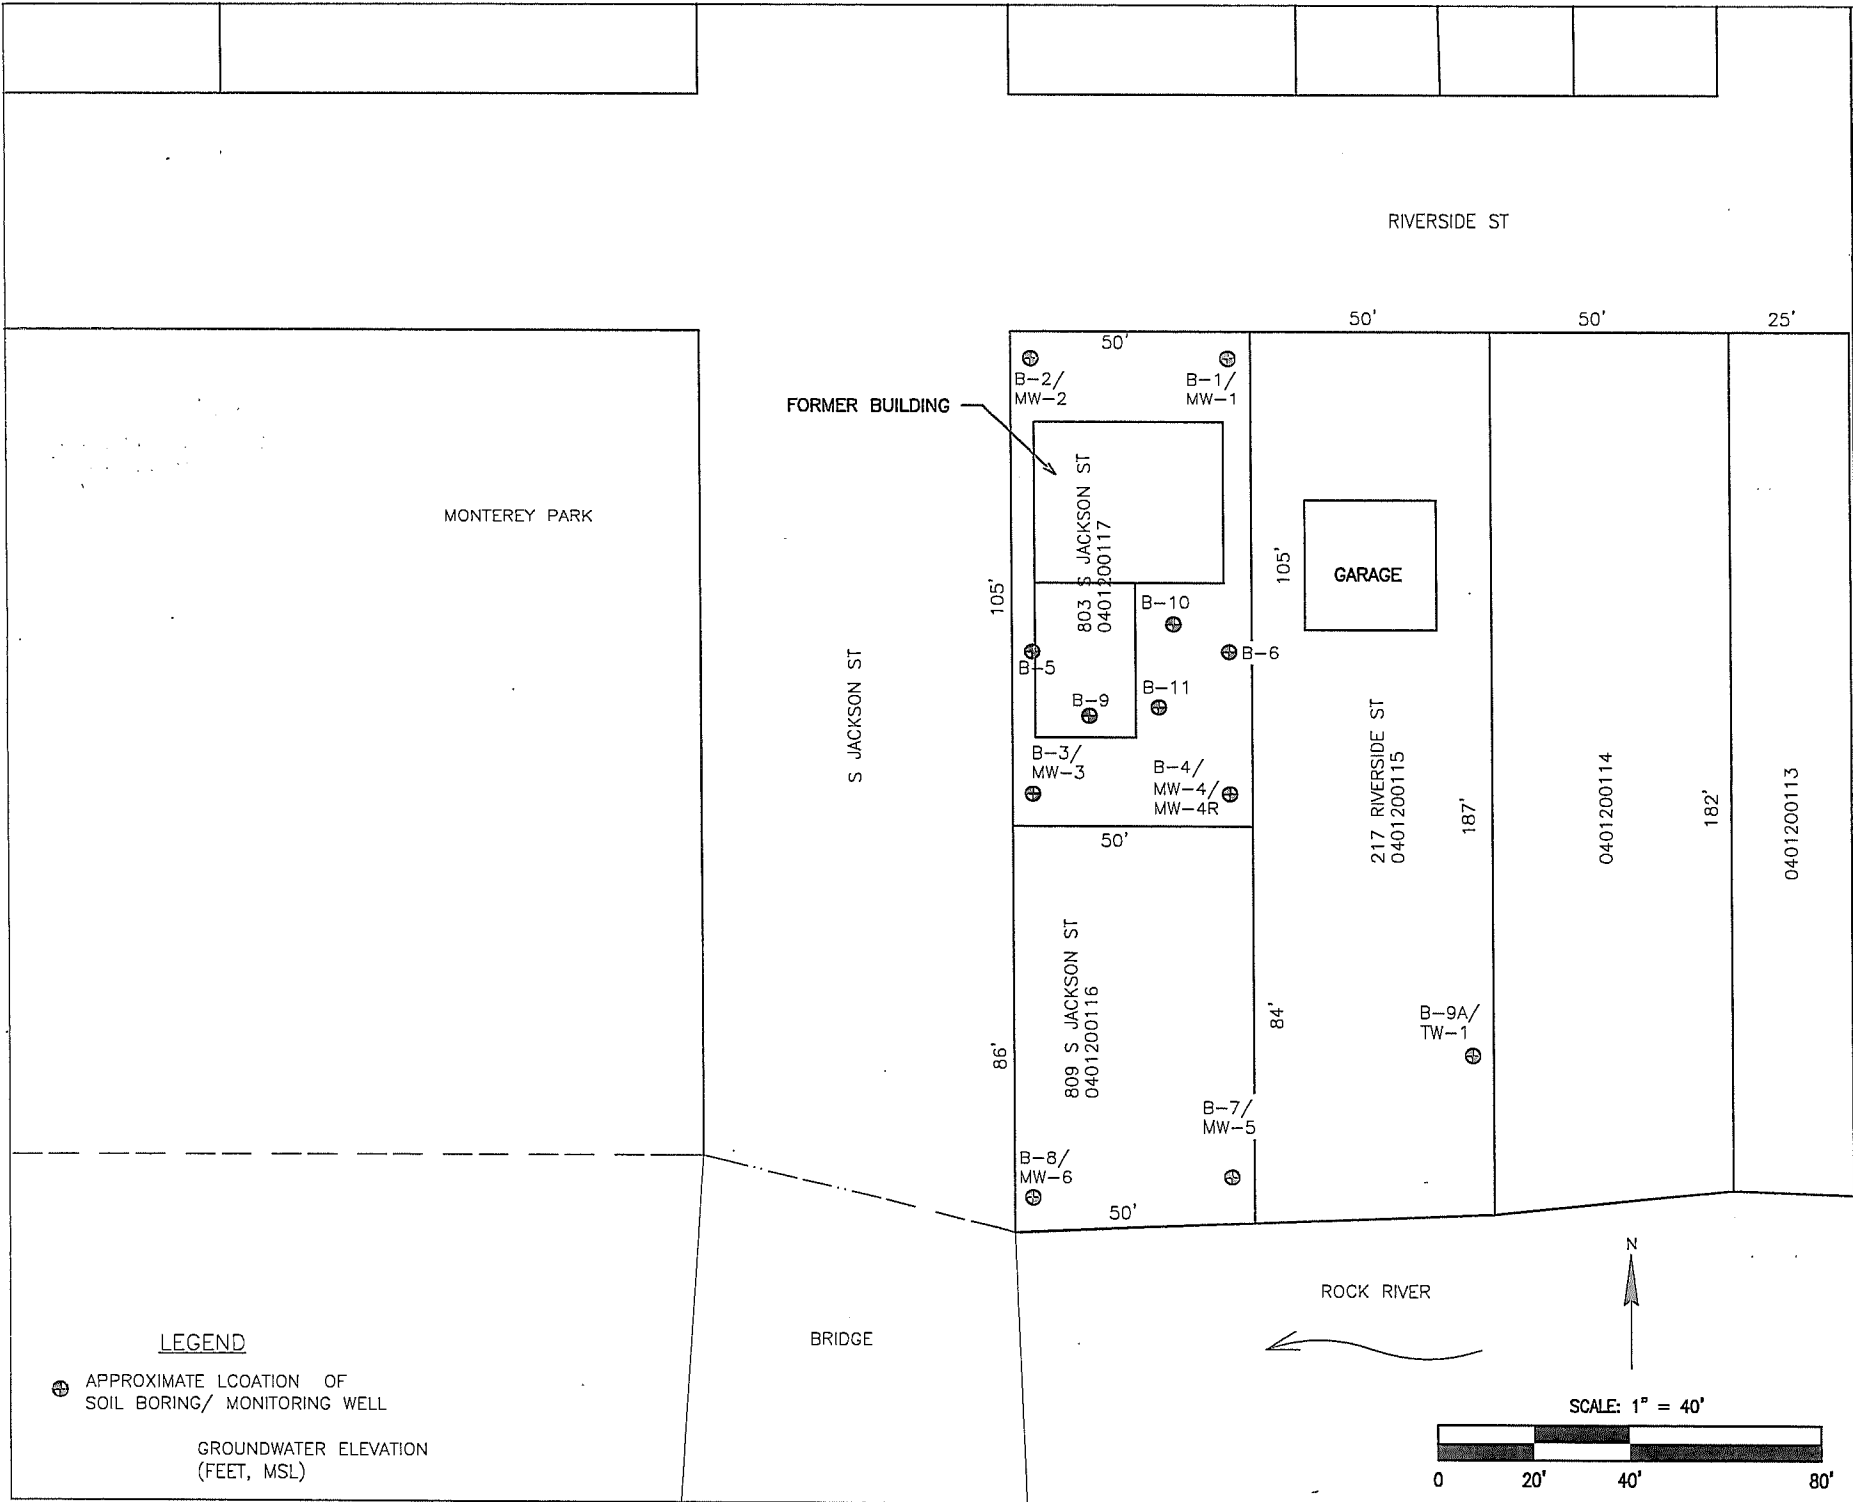 RIVERSIDE ST
50'
50'
25'
50'
B-2/
MW-2
B-1/
MW-1
FORMER BUILDING
803 S JACKSON ST
0401200117
MONTEREY PARK
105'
105'
GARAGE
B-10
B-5
B-6
B-9
B-11
S JACKSON ST
B-3/
MW-3
B-4/
MW-4/
MW-4R
217 RIVERSIDE ST
0401200115
187'
0401200114
182'
0401200113
50'
809 S JACKSON ST
0401200116
86'
84'
B-9A/
TW-1
B-7/
MW-5
B-8/
MW-6
50'
N
ROCK RIVER
BRIDGE
LEGEND
APPROXIMATE LCOATION OF
SOIL BORING/ MONITORING WELL
GROUNDWATER ELEVATION
(FEET, MSL)
SCALE: 1" = 40'
0 20' 40' 80'